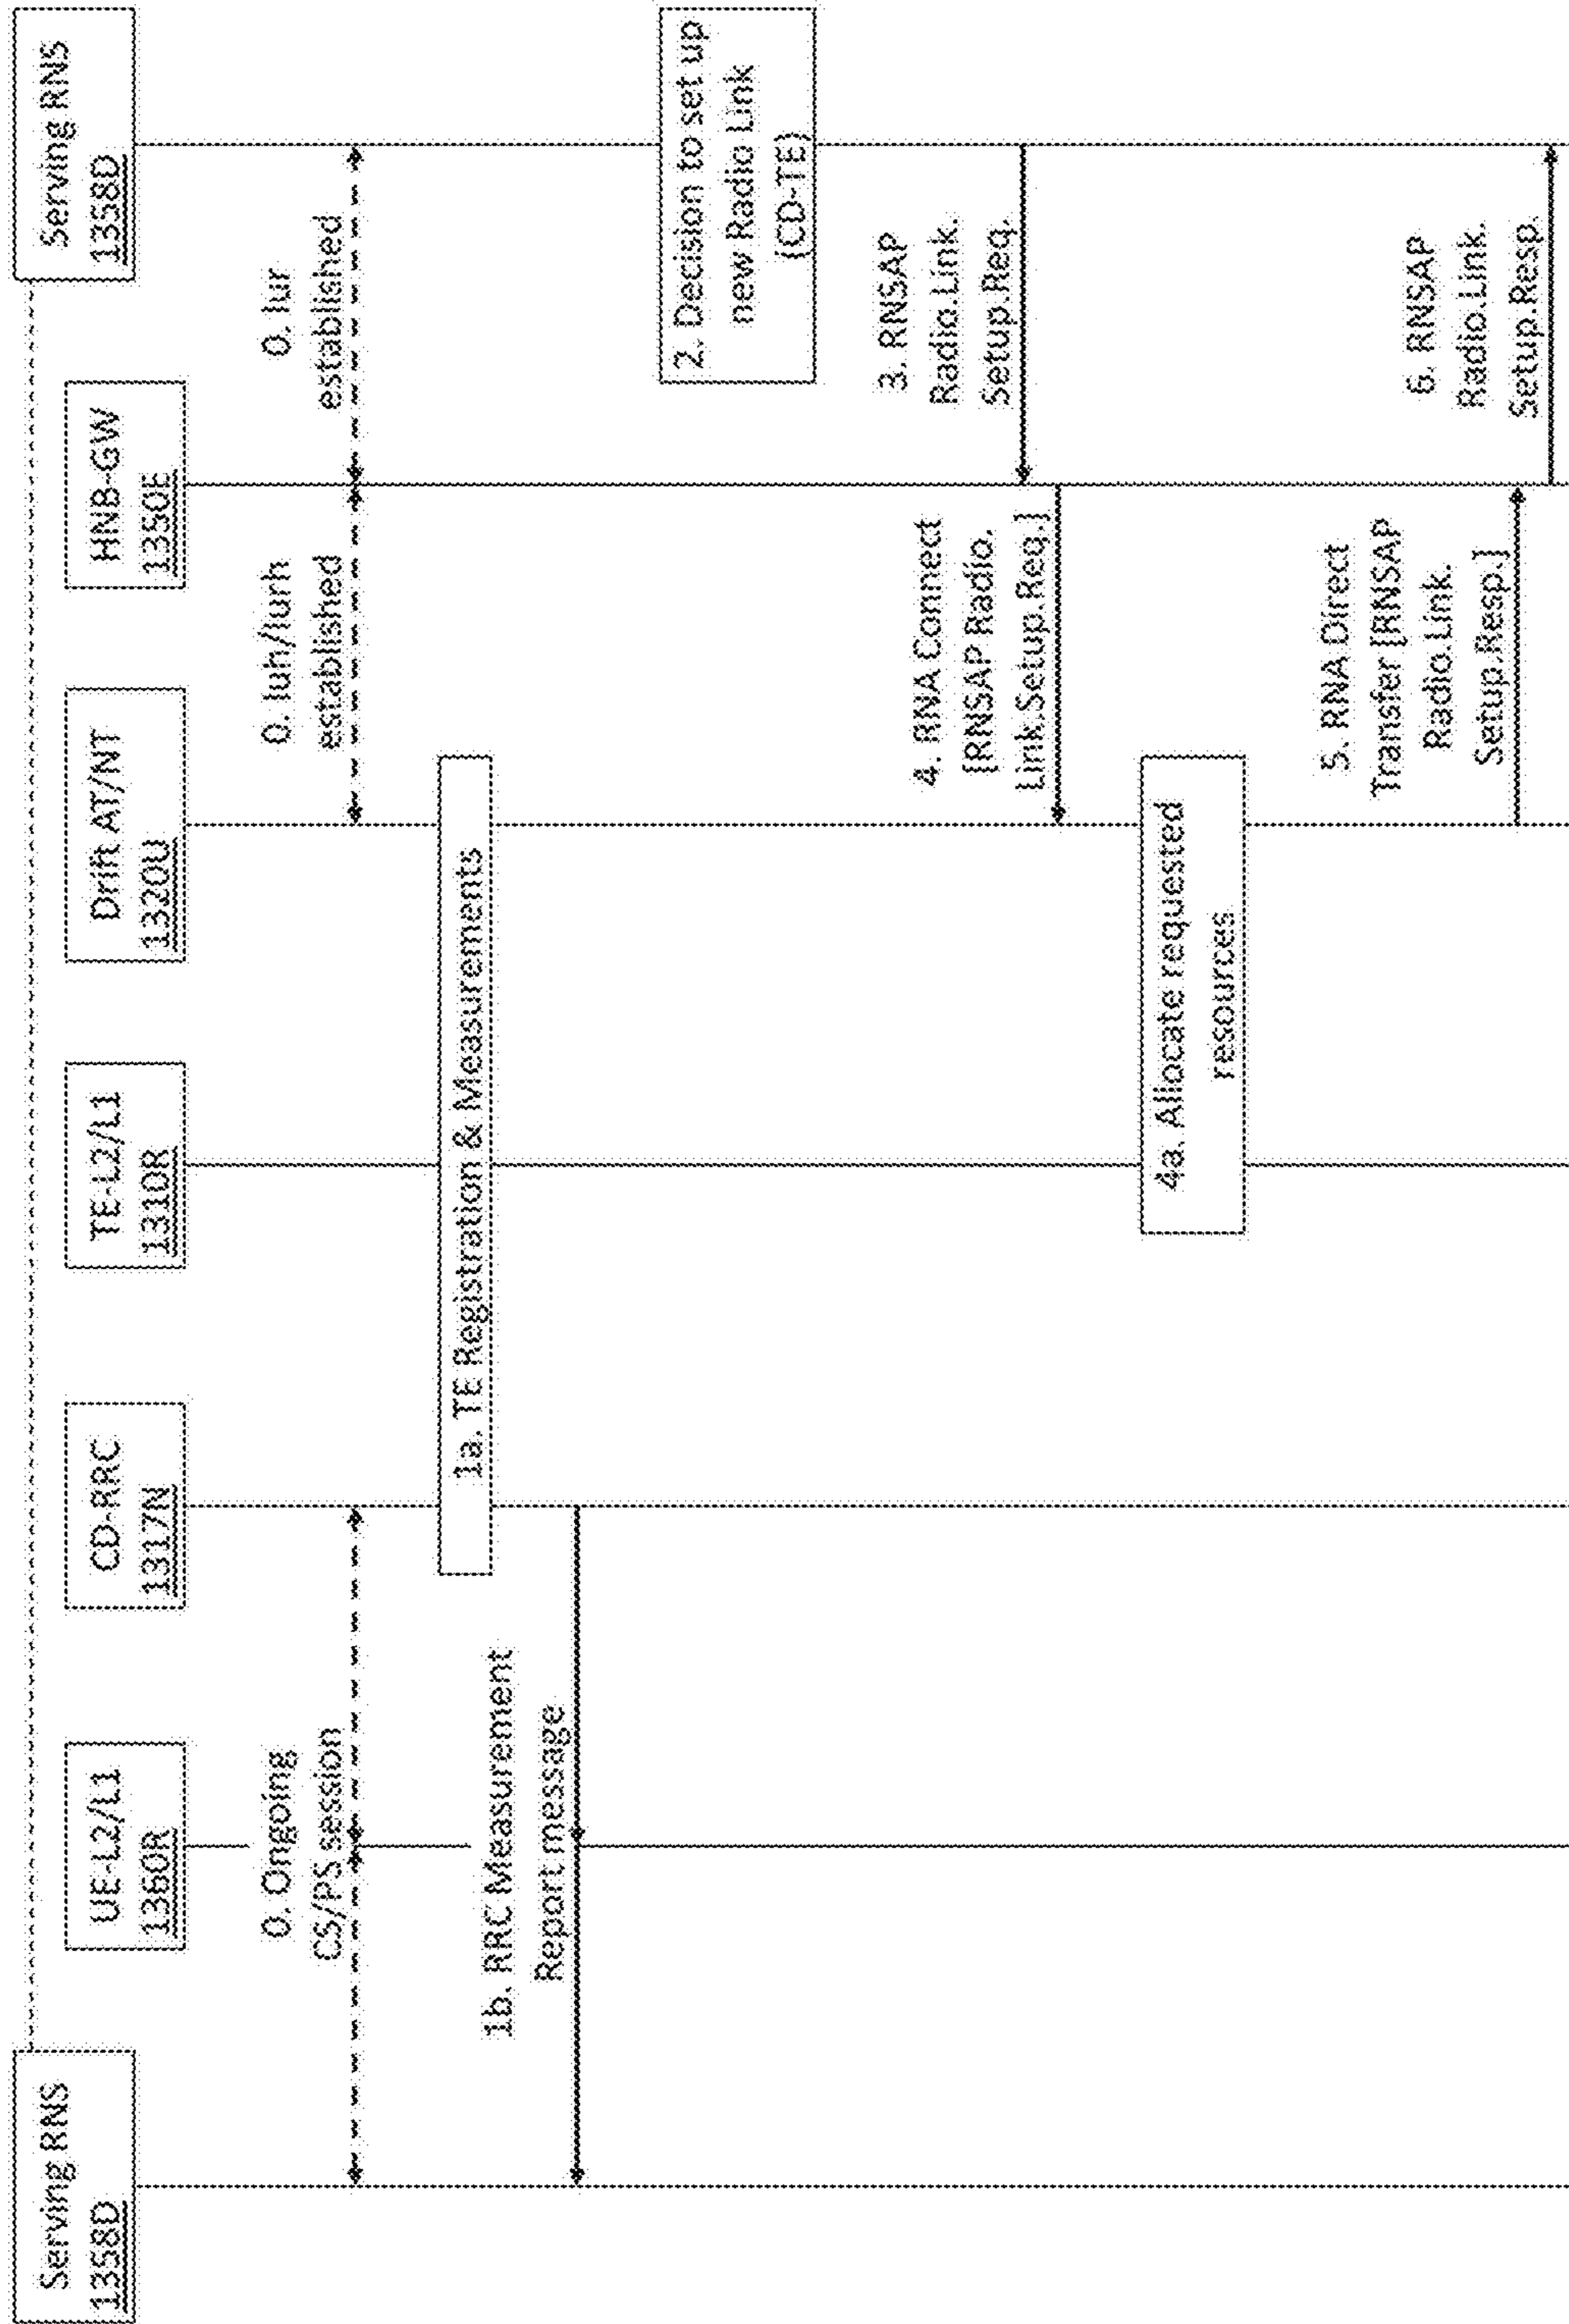 Serving RNS
1358D
UE-L2/L1
1360R
CD-RRC
1317N
TE-L2/L1
1310R
Drift AT/NT
1320U
HNB-GW
1350E
Serving RNS
1358D
0. Ongoing
CS/PS session
0. Iuh/Iurh
established
0. Iur
established
1a. TE Registration & Measurements
1b. RRC Measurement
Report message
2. Decision to set up
new Radio Link
(CD-TE)
3. RNSAP
Radio.Link.
Setup.Req.
4. RNA Connect
[RNSAP Radio.
Link.Setup.Req.]
4a. Allocate requested
resources
5. RNA Direct
Transfer [RNSAP
Radio.Link.
Setup.Resp.]
6. RNSAP
Radio.Link.
Setup.Resp.